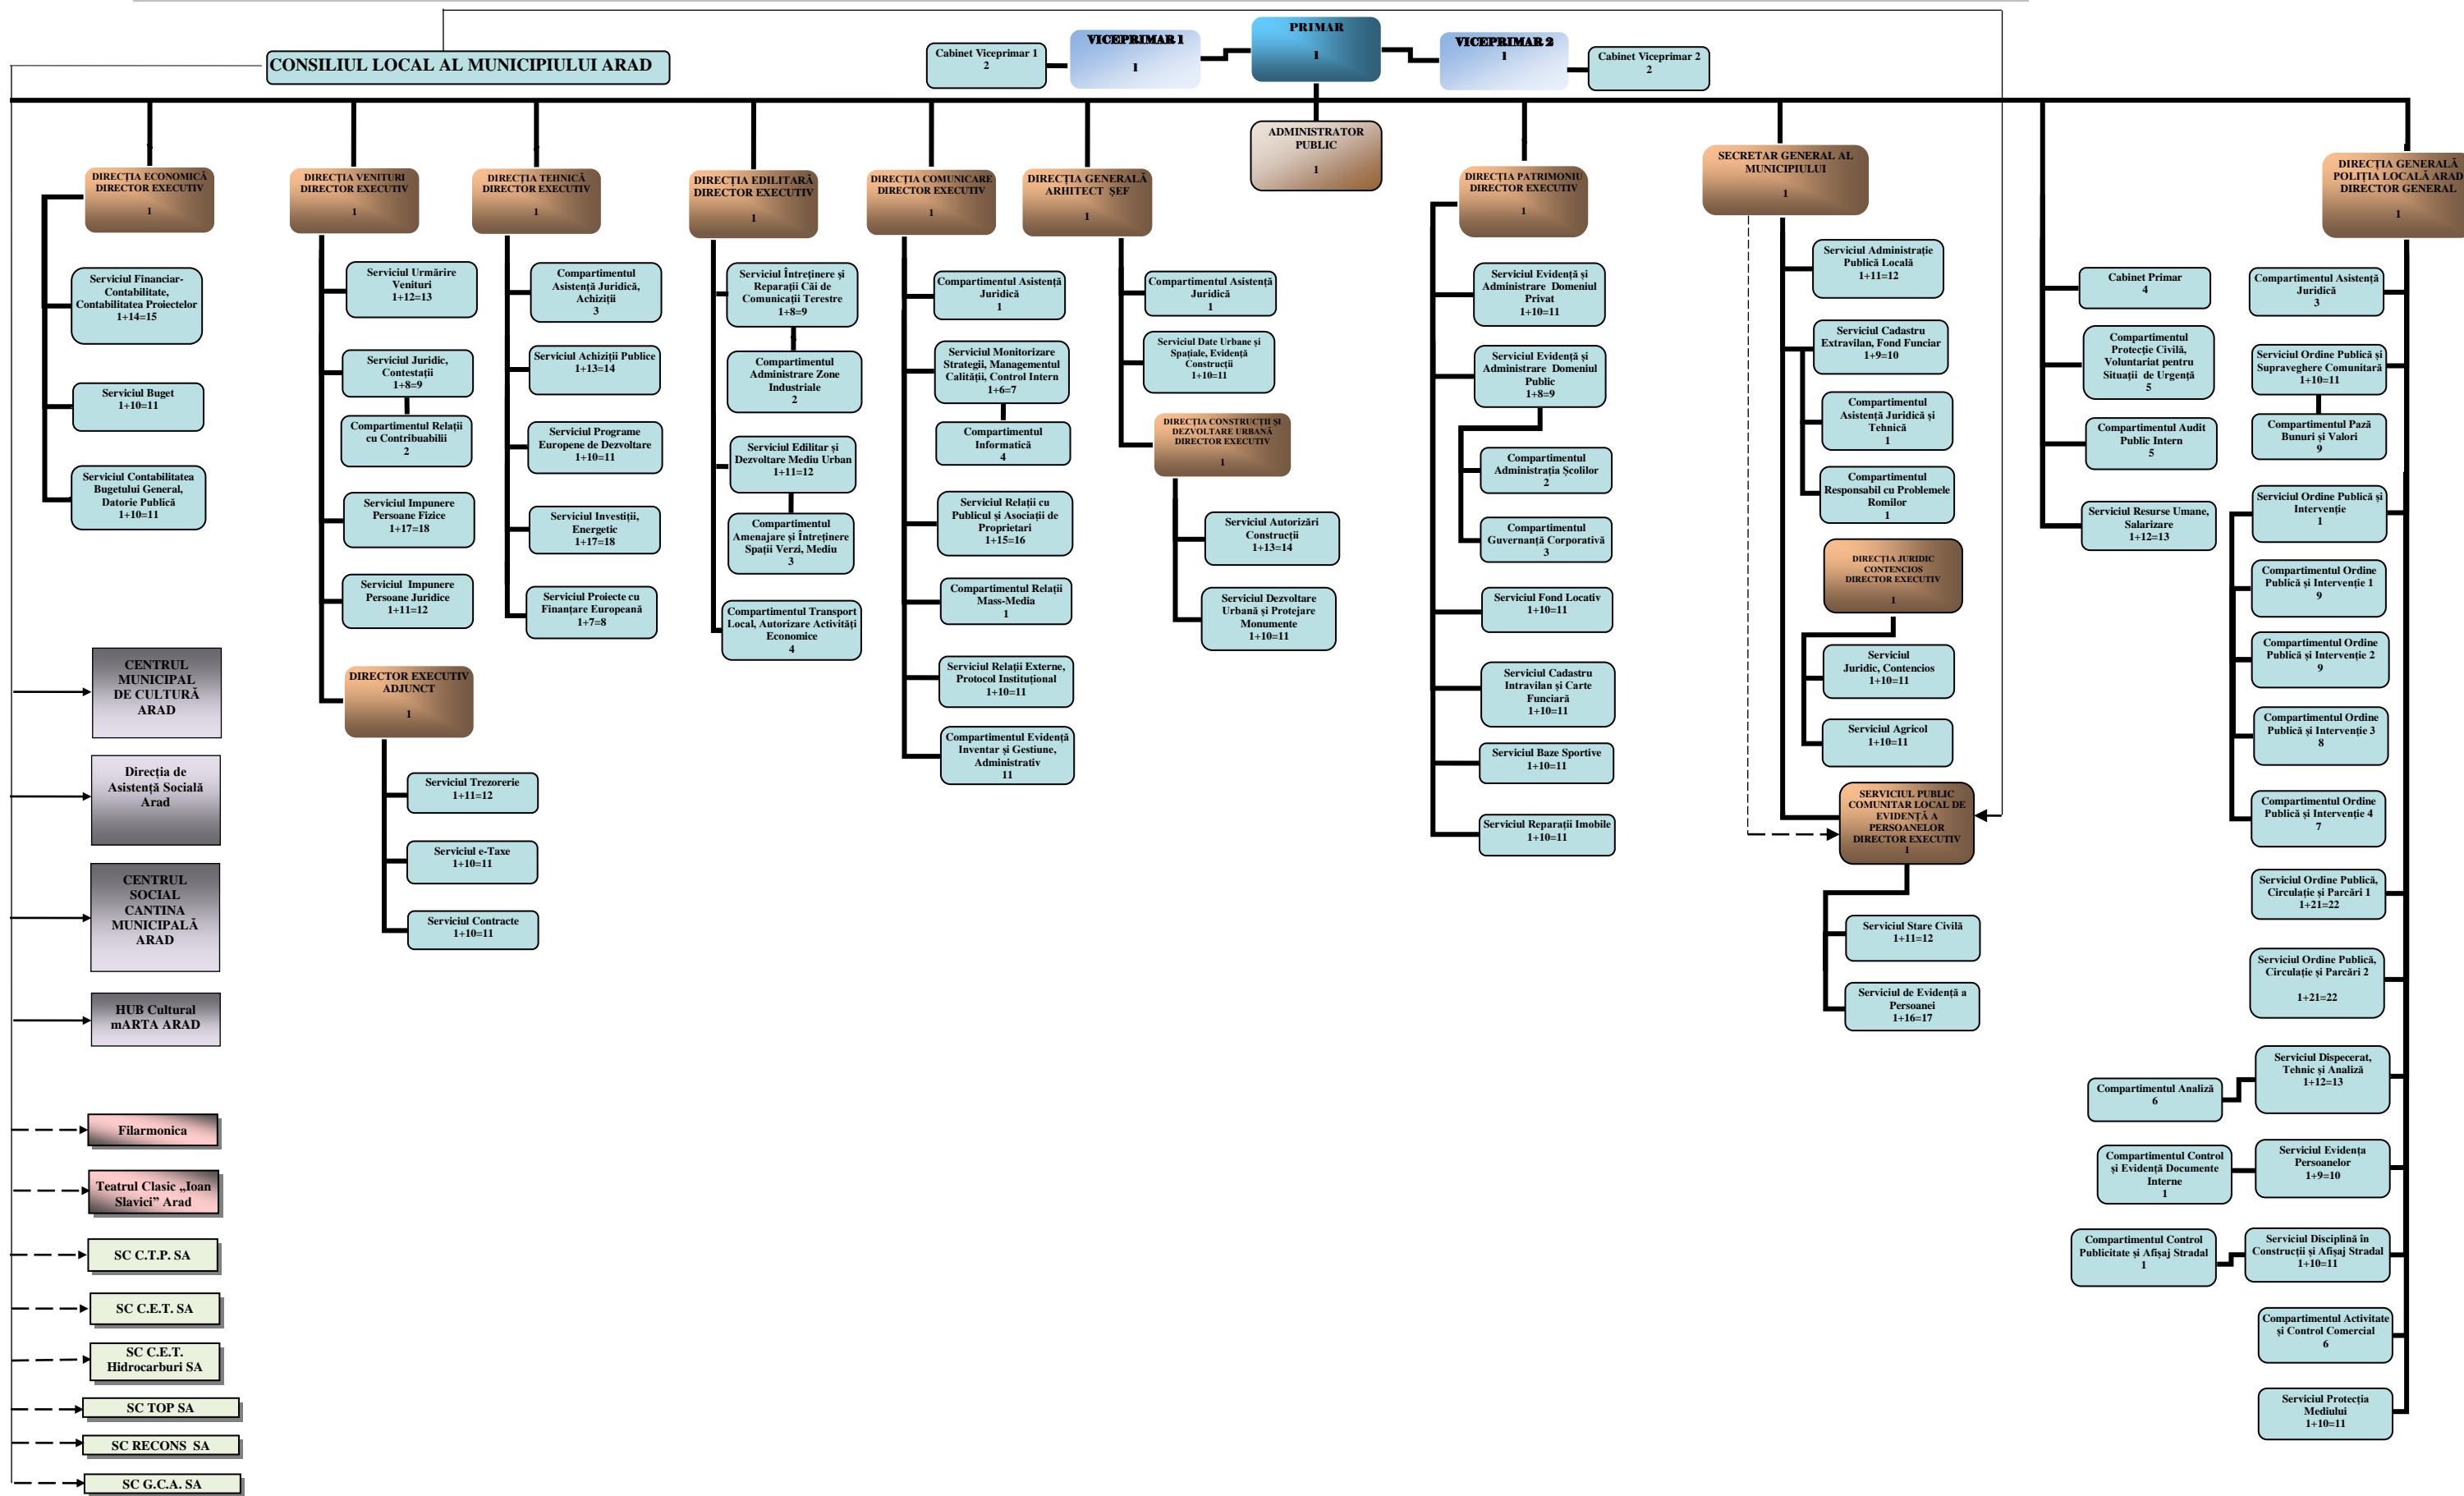 PRIMAR
1
VICEPRIMAR 1
1
VICEPRIMAR 2
1
Cabinet Viceprimar 1
2
Cabinet Viceprimar 2
2
CONSILIUL LOCAL AL MUNICIPIULUI ARAD
ADMINISTRATOR
PUBLIC
1
DIRECȚIA ECONOMICĂ
DIRECTOR EXECUTIV
1
Serviciul Financiar-
Contabilitate,
Contabilitatea Proiectelor
1+14=15
Serviciul Buget
1+10=11
Serviciul Contabilitatea
Bugetului General,
Datorie Publică
1+10=11
DIRECȚIA VENITURI
DIRECTOR EXECUTIV
1
Serviciul Urmărire
Venituri
1+12=13
Serviciul Juridic,
Contestații
1+8=9
Compartimentul Relații
cu Contribuabilii
2
Serviciul Impunere
Persoane Fizice
1+17=18
Serviciul Impunere
Persoane Juridice
1+11=12
DIRECTOR EXECUTIV
ADJUNCT
1
Serviciul Trezorerie
1+11=12
Serviciul e-Taxe
1+10=11
Serviciul Contracte
1+10=11
DIRECȚIA TEHNICĂ
DIRECTOR EXECUTIV
1
Compartimentul
Asistență Juridică,
Achiziții
3
Serviciul Achiziții Publice
1+13=14
Serviciul Programe
Europene de Dezvoltare
1+10=11
Serviciul Investiții,
Energetic
1+17=18
Serviciul Proiecte cu
Finanțare Europeană
1+7=8
DIRECȚIA EDILITARĂ
DIRECTOR EXECUTIV
1
Serviciul Întreținere și
Reparații Căi de
Comunicații Terestre
1+8=9
Compartimentul
Administrare Zone
Industriale
2
Serviciul Edilitar și
Dezvoltare Mediu Urban
1+11=12
Compartimentul
Amenajare și Întreținere
Spații Verzi, Mediu
3
Compartimentul Transport
Local, Autorizare Activități
Economice
4
DIRECȚIA COMUNICARE
DIRECTOR EXECUTIV
1
Compartimentul Asistență
Juridică
1
Serviciul Monitorizare
Strategii, Managementul
Calității, Control Intern
1+6=7
Compartimentul
Informatică
4
Serviciul Relații cu
Publicul și Asociații de
Proprietari
1+15=16
Compartimentul Relații
Mass-Media
1
Serviciul Relații Externe,
Protocol Instituțional
1+10=11
Compartimentul Evidență
Inventar și Gestiune,
Administrativ
11
DIRECȚIA GENERALĂ
ARHITECT ȘEF
1
Compartimentul Asistență
Juridică
1
Serviciul Date Urbane și
Spațiale, Evidență
Construcții
1+10=11
DIRECȚIA CONSTRUCȚII ȘI
DEZVOLTARE URBANĂ
DIRECTOR EXECUTIV
1
Serviciul Autorizări
Construcții
1+13=14
Serviciul Dezvoltare
Urbană și Protejare
Monumente
1+10=11
DIRECȚIA PATRIMONIU
DIRECTOR EXECUTIV
1
Serviciul Evidență și
Administrare Domeniul
Privat
1+10=11
Serviciul Evidență și
Administrare Domeniul
Public
1+8=9
Compartimentul
Administrația Școlilor
2
Compartimentul
Guvernanță Corporativă
3
Serviciul Fond Locativ
1+10=11
Serviciul Cadastru
Intravilan și Carte
Funciară
1+10=11
Serviciul Baze Sportive
1+10=11
Serviciul Reparații Imobile
1+10=11
SECRETAR GENERAL AL
MUNICIPIULUI
1
Serviciul Administrație
Publică Locală
1+11=12
Serviciul Cadastru
Extravilan, Fond Funciar
1+9=10
Compartimentul
Asistență Juridică și
Tehnică
1
Compartimentul
Responsabil cu Problemele
Romilor
1
DIRECȚIA JURIDIC
CONTENCIOS
DIRECTOR EXECUTIV
1
Serviciul
Juridic, Contencios
1+10=11
Serviciul Agricol
1+10=11
SERVICIUL PUBLIC
COMUNITAR LOCAL DE
EVIDENȚĂ A
PERSOANELOR
DIRECTOR EXECUTIV
1
Serviciul Stare Civilă
1+11=12
Serviciul de Evidență a
Persoanei
1+16=17
Cabinet Primar
4
Compartimentul
Protecție Civilă,
Voluntariat pentru
Situații de Urgență
5
Compartimentul Audit
Public Intern
5
Serviciul Resurse Umane,
Salarizare
1+12=13
DIRECȚIA GENERALĂ
POLIȚIA LOCALĂ ARAD
DIRECTOR GENERAL
1
Compartimentul Asistență
Juridică
3
Serviciul Ordine Publică și
Supraveghere Comunitară
1+10=11
Compartimentul Pază
Bunuri și Valori
9
Serviciul Ordine Publică și
Intervenție
1
Compartimentul Ordine
Publică și Intervenție 1
9
Compartimentul Ordine
Publică și Intervenție 2
9
Compartimentul Ordine
Publică și Intervenție 3
8
Compartimentul Ordine
Publică și Intervenție 4
7
Serviciul Ordine Publică,
Circulație și Parcări 1
1+21=22
Serviciul Ordine Publică,
Circulație și Parcări 2
1+21=22
Serviciul Dispecerat,
Tehnic și Analiză
1+12=13
Compartimentul Analiză
6
Serviciul Evidența
Persoanelor
1+9=10
Compartimentul Control
și Evidență Documente
Interne
1
Serviciul Disciplină în
Construcții și Afișaj Stradal
1+10=11
Compartimentul Control
Publicitate și Afișaj Stradal
1
Compartimentul Activitate
și Control Comercial
6
Serviciul Protecția
Mediului
1+10=11
CENTRUL
MUNICIPAL
DE CULTURĂ
ARAD
Direcția de
Asistență Socială
Arad
CENTRUL
SOCIAL
CANTINA
MUNICIPALĂ
ARAD
HUB Cultural
mARTA ARAD
Filarmonica
Teatrul Clasic „Ioan
Slavici” Arad
SC C.T.P. SA
SC C.E.T. SA
SC C.E.T.
Hidrocarburi SA
SC TOP SA
SC RECONS SA
SC G.C.A. SA